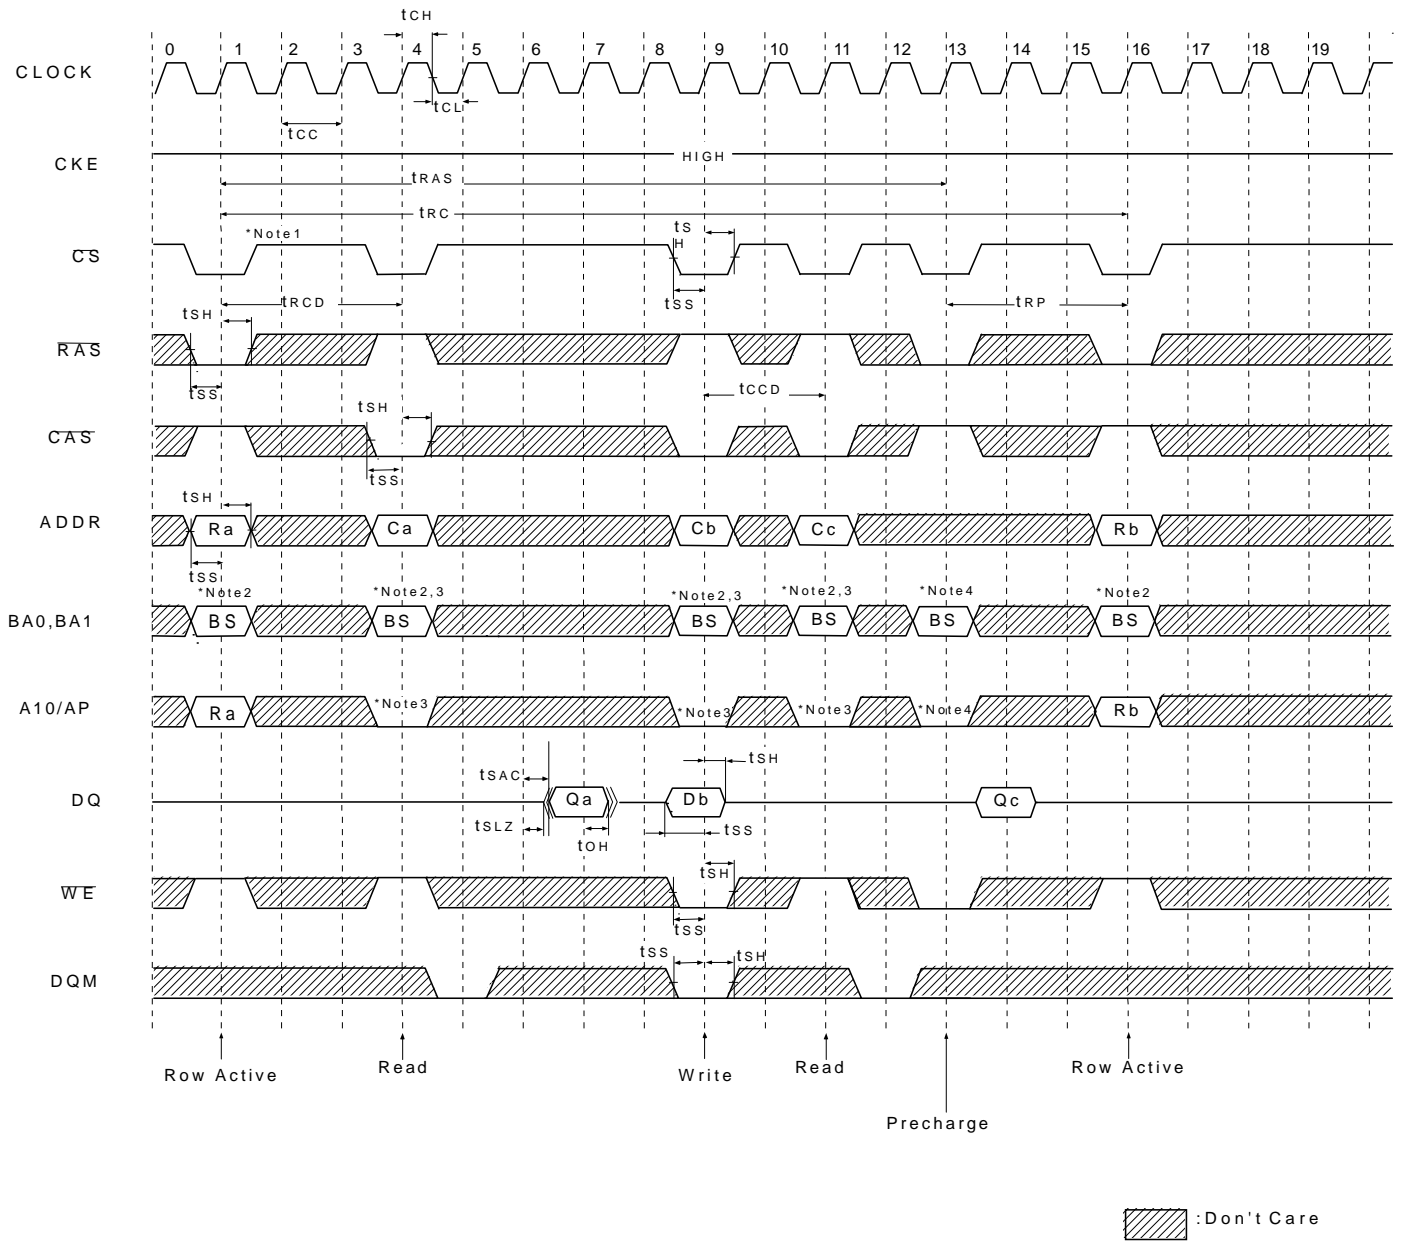 tCH
0 1 2 3 4 5 6 7 8 9 10 11 12 13 14 15 16 17 18 19
CLOCK
tCL
tCC
CKE
HIGH
tRAS
tRC
*Note1
tSH
CS
tSS
tRCD
tRP
tSH
RAS
tSS
tCCD
tSH
CAS
tSS
tSH
ADDR
Ra Ca Cb Cc Rb
tSS
*Note2 *Note2,3 *Note2,3 *Note2,3 *Note4 *Note2
BA0,BA1
BS BS BS BS BS BS
A10/AP
Ra *Note3 *Note3 *Note3 *Note4 Rb
tSH
tSAC
DQ
Qa Db Qc
tSLZ
tSS
tOH
tSH
WE
tSS
tSS tSH
DQM
Row Active Read Write Read Row Active
Precharge
:Don't Care